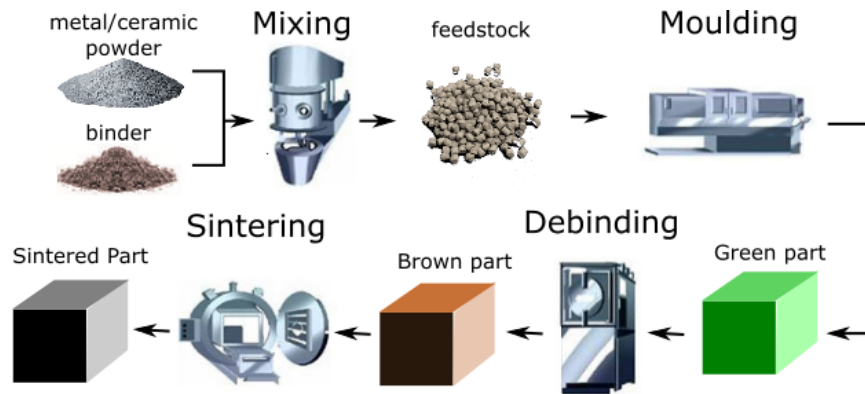 metal/ceramic
powder
Mixing
feedstock
Moulding
binder
Sintering
Debinding
Sintered Part
Brown part
Green part